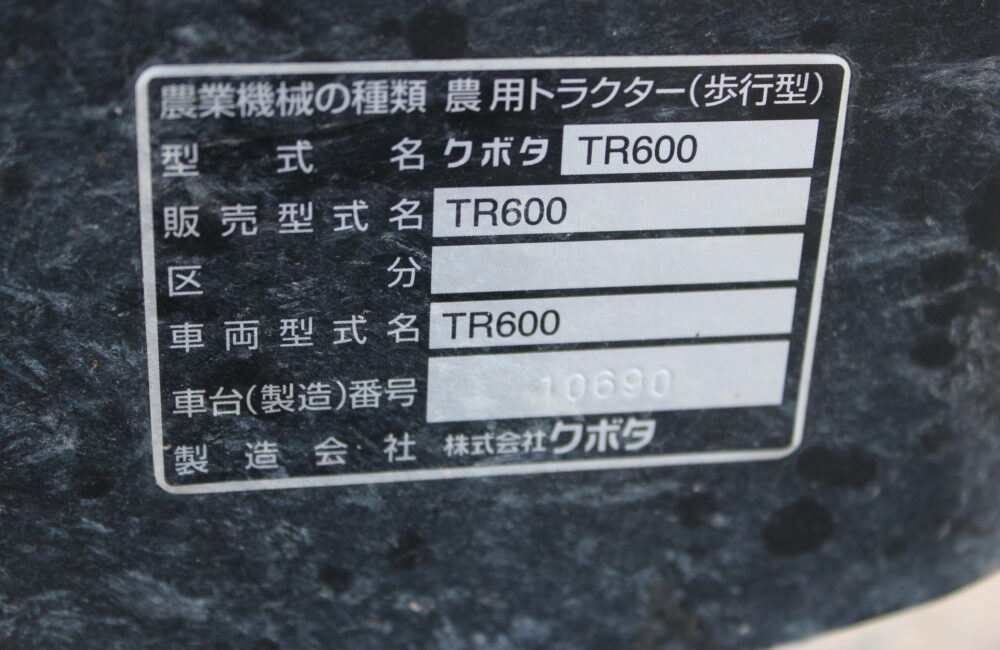 農業機械の種類 農用トラクター(歩行型)
型式名 クボタ TR600
販売型式名 TR600
区分
車両型式名 TR600
車台(製造)番号 10690
製造会社 株式会社クボタ